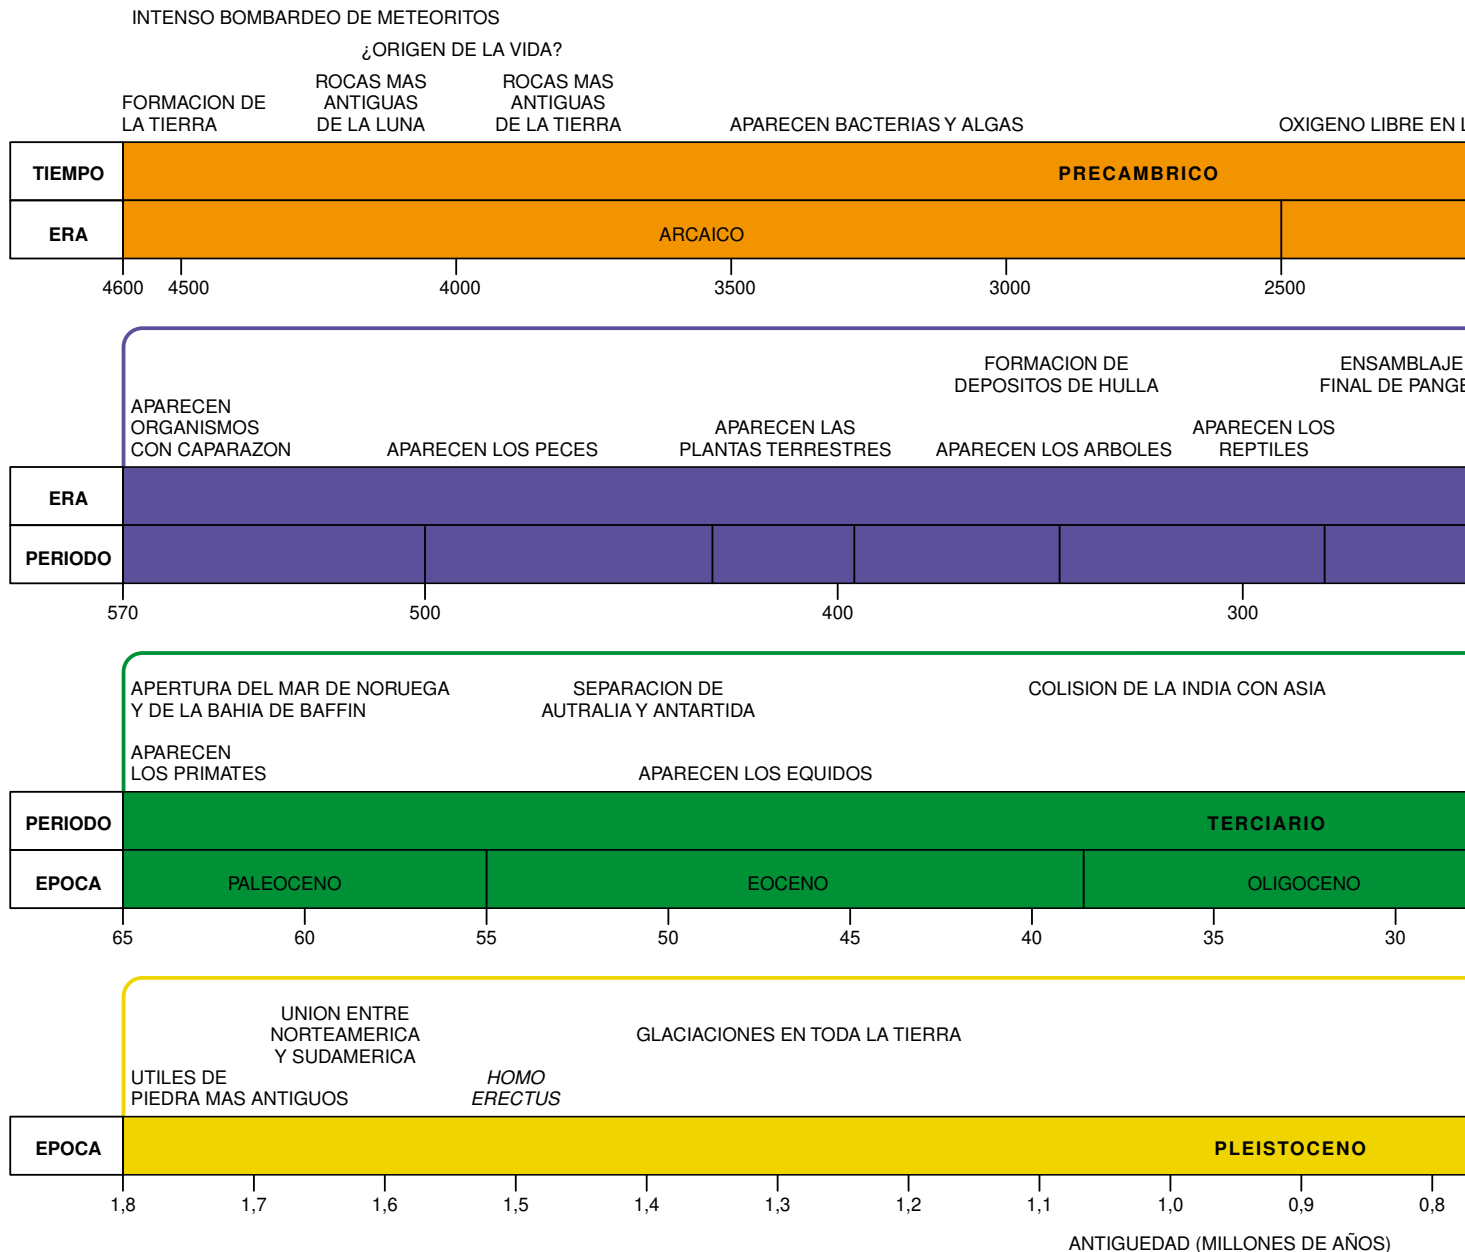 INTENSO BOMBARDEO DE METEORITOS
¿ORIGEN DE LA VIDA?
FORMACION DE
LA TIERRA
ROCAS MAS
ANTIGUAS
DE LA LUNA
ROCAS MAS
ANTIGUAS
DE LA TIERRA
APARECEN BACTERIAS Y ALGAS
OXIGENO LIBRE EN L
TIEMPO
PRECAMBRICO
ERA
ARCAICO
4600 4500 4000 3500 3000 2500
FORMACION DE
DEPOSITOS DE HULLA
ENSAMBLAJE
FINAL DE PANGE
APARECEN
ORGANISMOS
CON CAPARAZON
APARECEN LOS PECES
APARECEN LAS
PLANTAS TERRESTRES
APARECEN LOS ARBOLES
APARECEN LOS
REPTILES
ERA
PERIODO
570 500 400 300
APERTURA DEL MAR DE NORUEGA
Y DE LA BAHIA DE BAFFIN
SEPARACION DE
AUTRALIA Y ANTARTIDA
COLISION DE LA INDIA CON ASIA
APARECEN
LOS PRIMATES
APARECEN LOS EQUIDOS
PERIODO
TERCIARIO
EPOCA
PALEOCENO EOCENO OLIGOCENO
65 60 55 50 45 40 35 30
UNION ENTRE
NORTEAMERICA
Y SUDAMERICA
GLACIACIONES EN TODA LA TIERRA
UTILES DE
PIEDRA MAS ANTIGUOS
HOMO
ERECTUS
EPOCA
PLEISTOCENO
1,8 1,7 1,6 1,5 1,4 1,3 1,2 1,1 1,0 0,9 0,8
ANTIGUEDAD (MILLONES DE AÑOS)